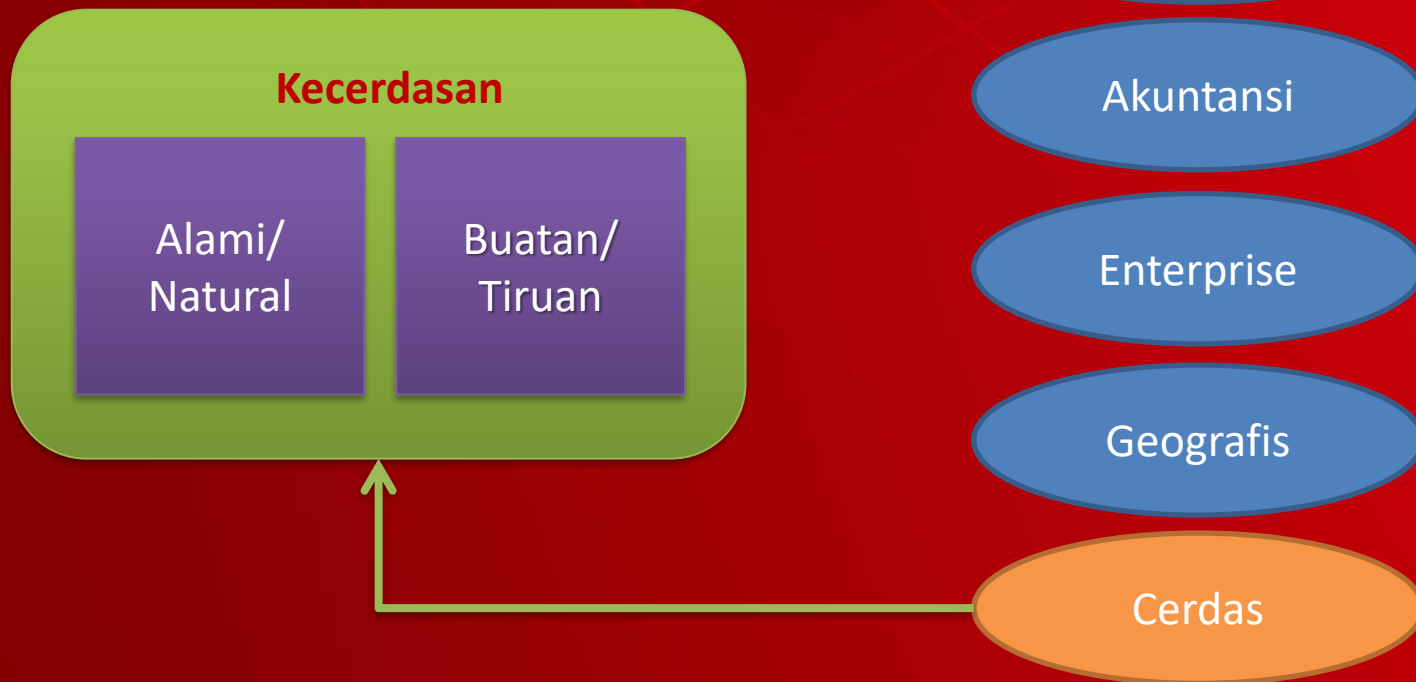 Kecerdasan
Alami/
Natural
Buatan/
Tiruan
Akuntansi
Enterprise
Geografis
Cerdas